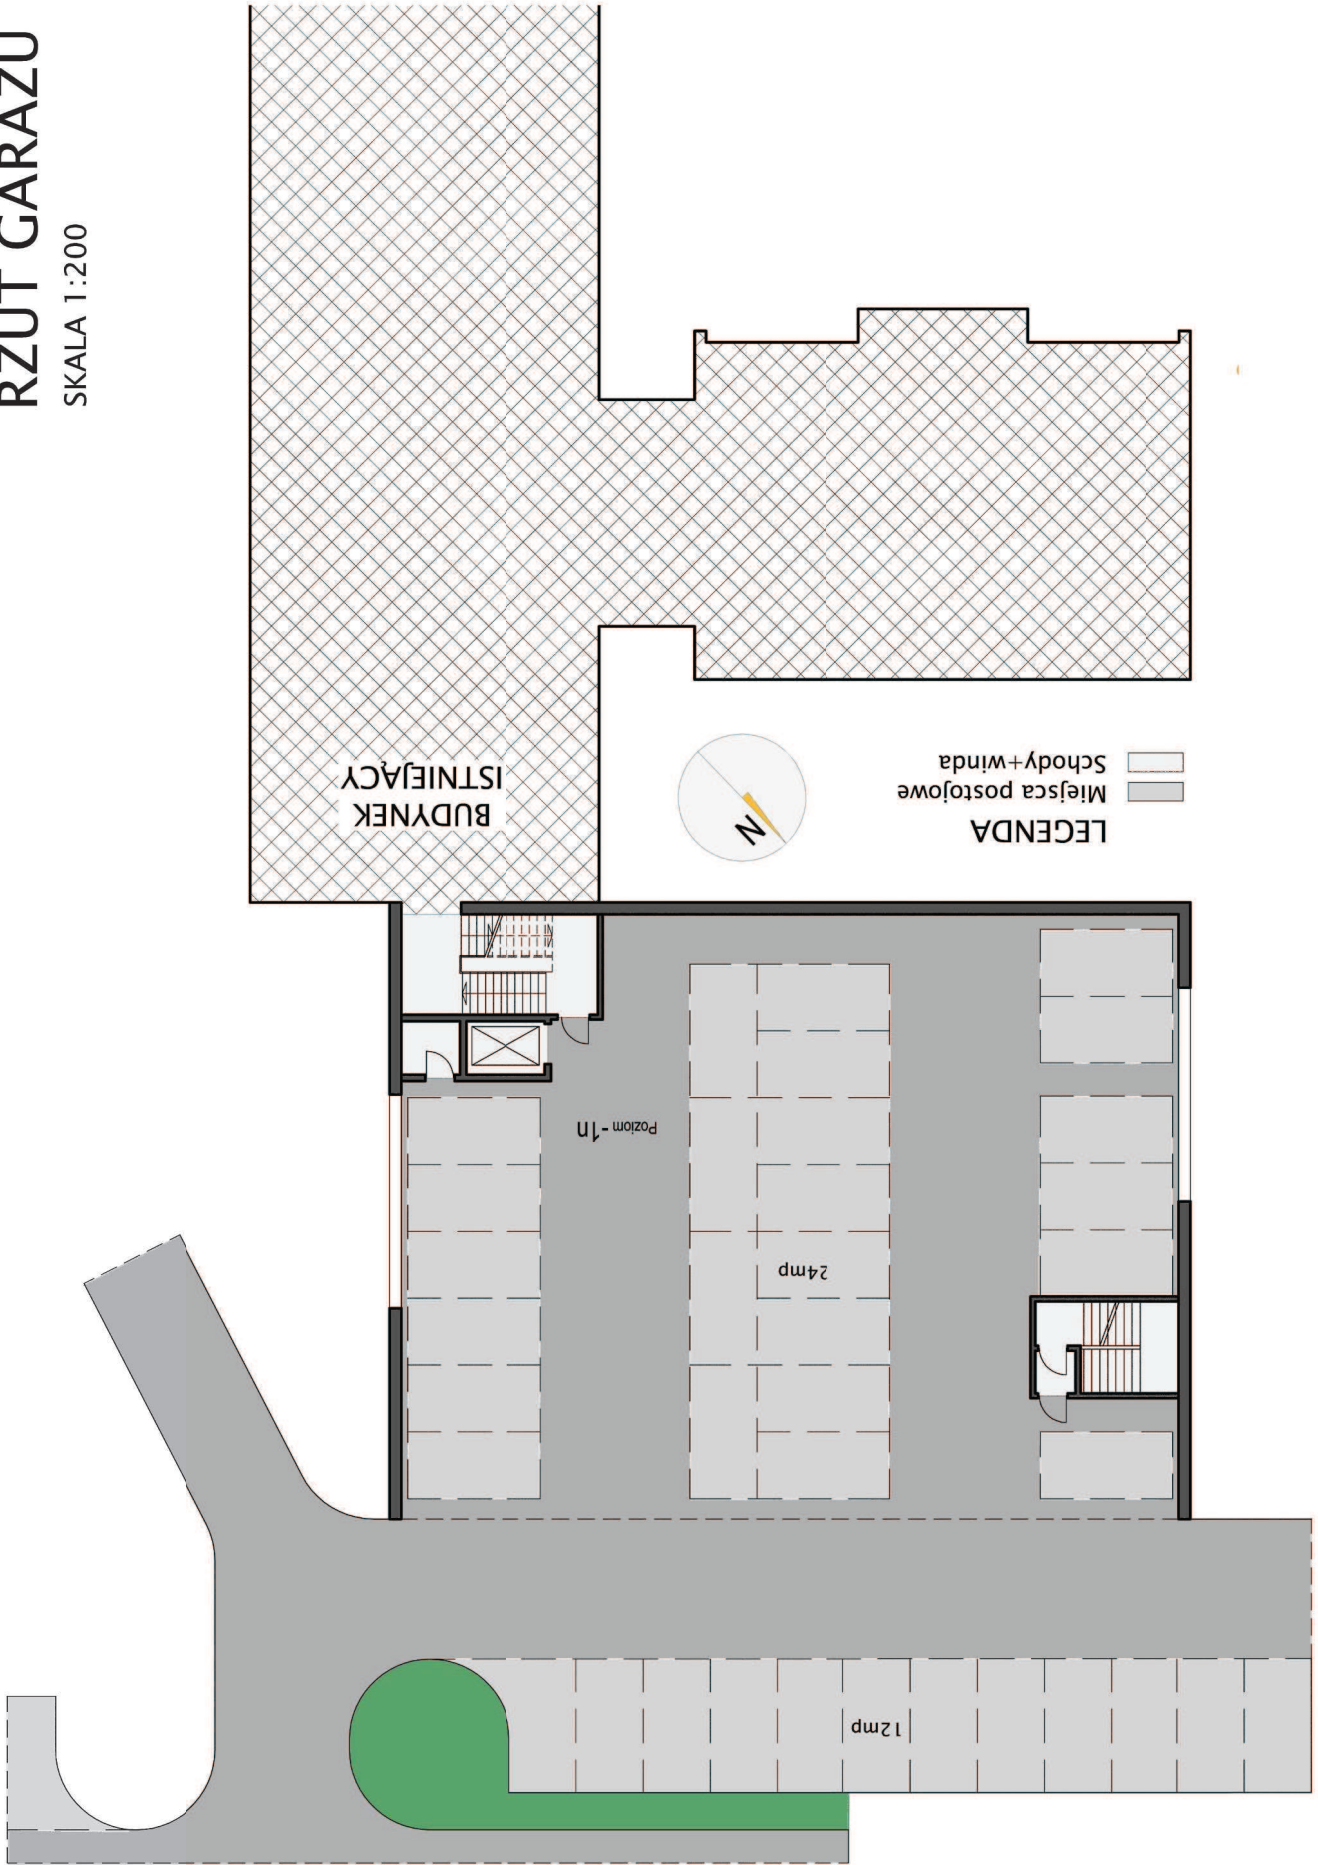 RZUT GARAŻU
SKALA 1:200
BUDYNEK
ISTNIEJĄCY
N
LEGENDA
Miejsca postojowe
Schody+winda
Poziom -1n
24mp
12mp